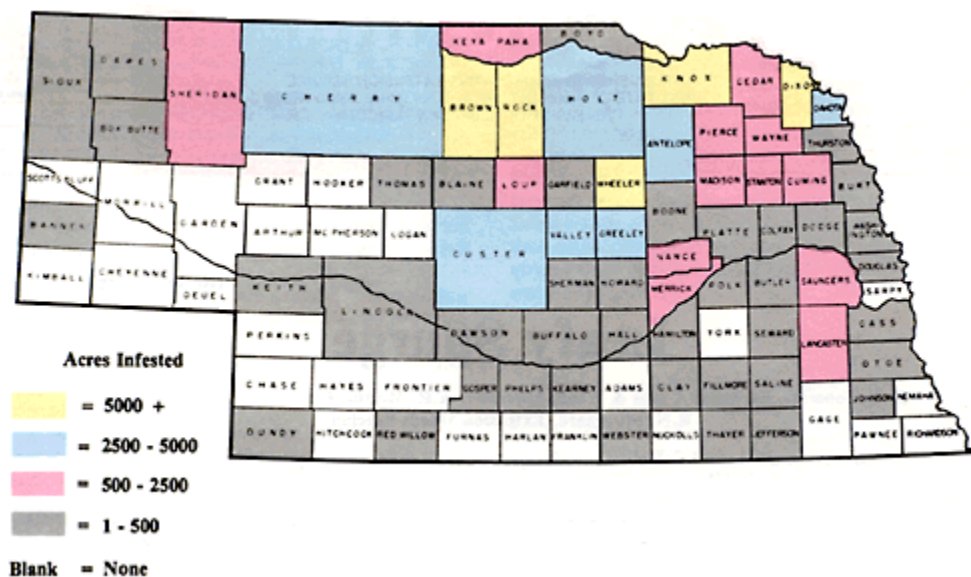 KEYA PAHA
BOYD
SIOUX
DAWES
SHERIDAN
CHERRY
BROWN
ROCK
HOLT
KNOX
CEDAR
DIXON
DAKOTA
BOX BUTTE
ANTELOPE
PIERCE
WAYNE
THURSTON
SCOTTS BLUFF
MORRILL
GARDEN
GRANT
HOOKER
THOMAS
BLAINE
LOUP
GARFIELD
WHEELER
MADISON
STANTON
CUMING
BURT
BANNER
ARTHUR
MC PHERSON
LOGAN
CUSTER
VALLEY
GREELEY
BOONE
PLATTE
COLFAX
DODGE
WASH-
INGTON
KIMBALL
CHEYENNE
DEUEL
KEITH
LINCOLN
SHERMAN
HOWARD
NANCE
MERRICK
POLK
BUTLER
SAUNDERS
DOUGLAS
SARPY
PERKINS
DAWSON
BUFFALO
HALL
HAMILTON
YORK
SEWARD
LANCASTER
CASS
OTOE
CHASE
HAYES
FRONTIER
GOSPER
PHELPS
KEARNEY
ADAMS
CLAY
FILLMORE
SALINE
GAGE
JOHNSON
NEMAHA
DUNDY
HITCHCOCK
RED WILLOW
FURNAS
HARLAN
FRANKLIN
WEBSTER
NUCKOLLS
THAYER
JEFFERSON
PAWNEE
RICHARDSON
Acres Infested
= 5000 +
= 2500 - 5000
= 500 - 2500
= 1 - 500
Blank = None